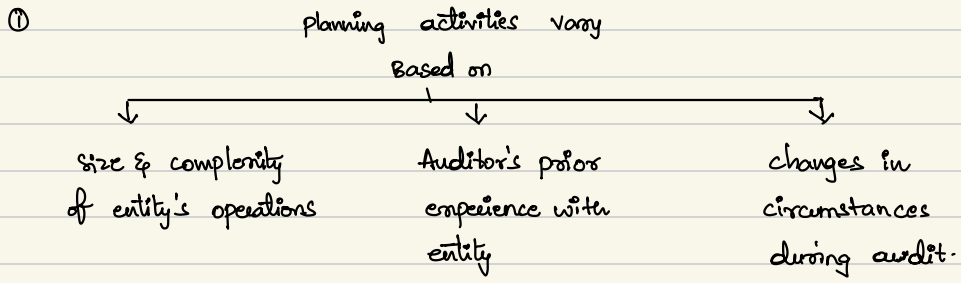 ① Planning activities vary
Based on
Size & complexity
of entity's operations
Auditor's prior
experience with
entity
changes in
circumstances
during audit.